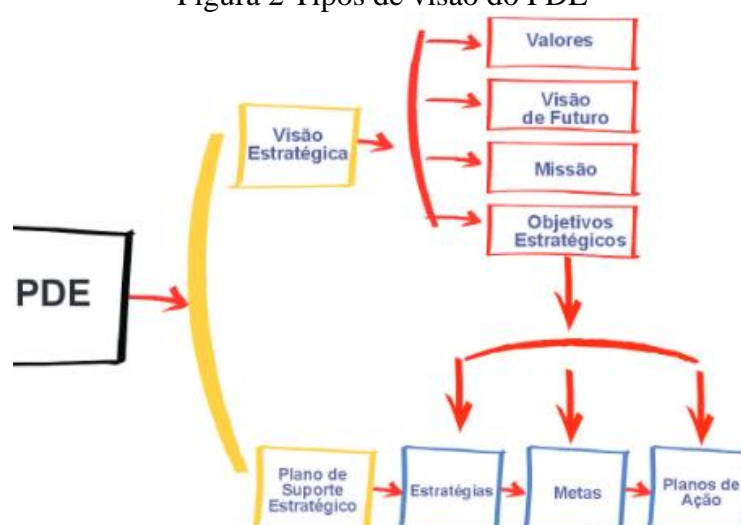 Figura 2 Tipos de visão do PDE
Valores
Visão
de Futuro
Visão
Estratégica
Missão
Objetivos
Estratégicos
PDE
Plano de
Suporte
Estratégico
Estratégias
Metas
Planos de
Ação